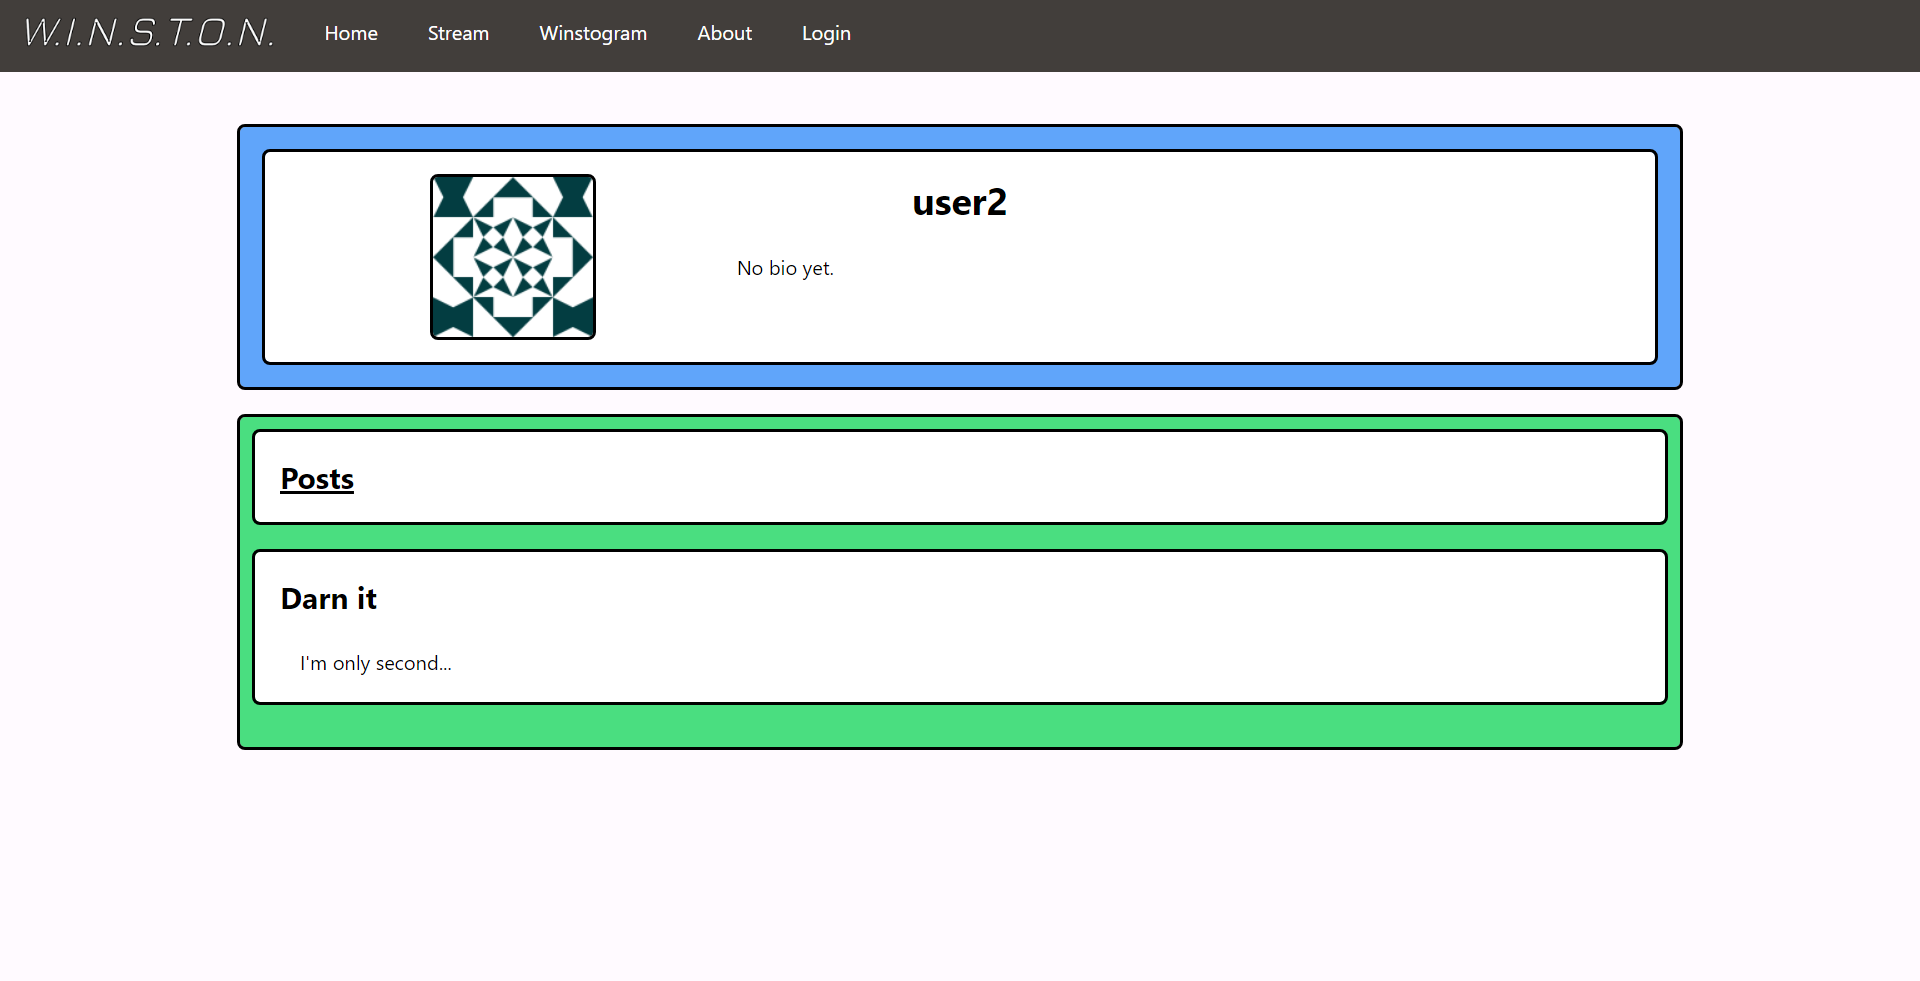 W.I.N.S.T.O.N. Home Stream Winstogram About Login
user2
No bio yet.
Posts
Darn it
I'm only second...